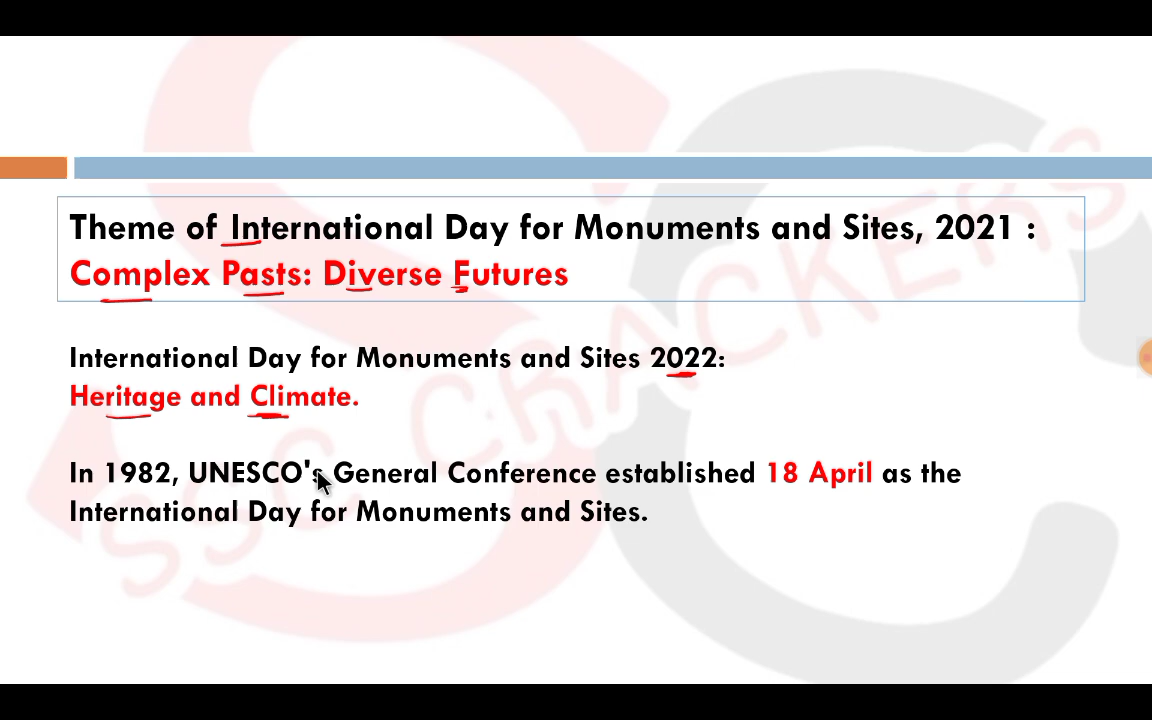 Theme of International Day for Monuments and Sites, 2021 :
Complex Pasts: Diverse Futures
International Day for Monuments and Sites 2022:
Heritage and Climate.
In 1982, UNESCO's General Conference established 18 April as the
International Day for Monuments and Sites.
SSC CRACKERS